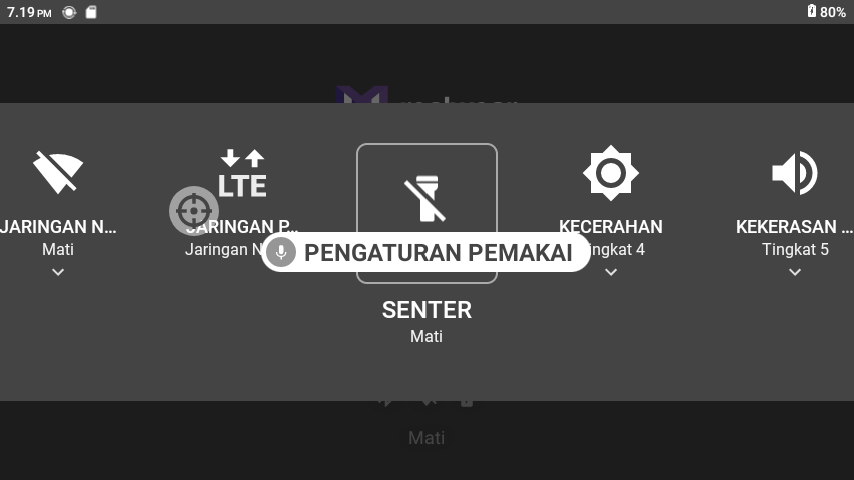 7.19 PM
80%
LTE
JARINGAN N...
JARINGAN P...
KECERAHAN
KEKERASAN ...
Mati
Jaringan N
PENGATURAN PEMAKAI
ingkat 4
Tingkat 5
SENTER
Mati
Mati